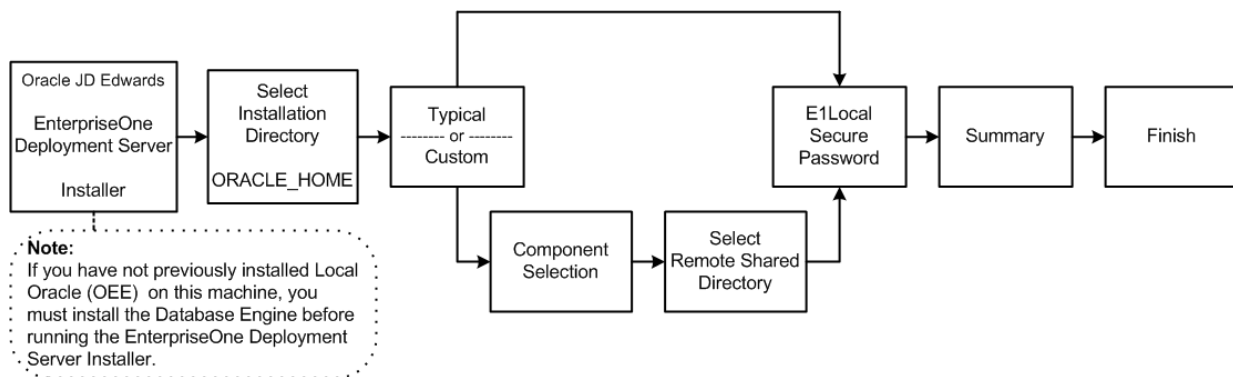 Oracle JD Edwards
EnterpriseOne
Deployment Server
Installer
Select
Installation
Directory
ORACLE_HOME
Typical
-------- or --------
Custom
Component
Selection
Select
Remote Shared
Directory
E1Local
Secure
Password
Summary
Finish
Note:
If you have not previously installed Local
Oracle (OEE) on this machine, you
must install the Database Engine before
running the EnterpriseOne Deployment
Server Installer.